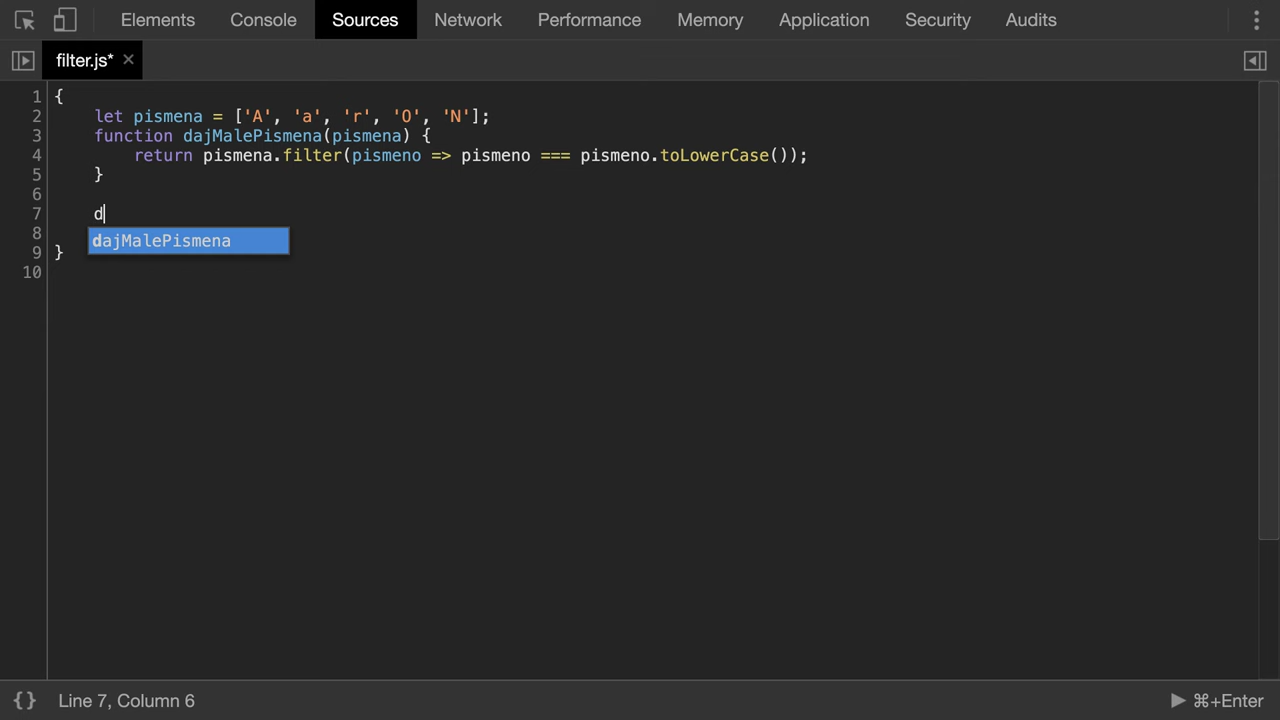 Elements Console Sources Network Performance Memory Application Security Audits
filter.js* ×
1 {
2 let pismena = ['A', 'a', 'r', 'O', 'N'];
3 function dajMalePismena(pismena) {
4 return pismena.filter(pismeno => pismeno === pismeno.toLowerCase());
5 }
6
7 d
8 dajMalePismena
9 }
10
{} Line 7, Column 6 ⌘+Enter